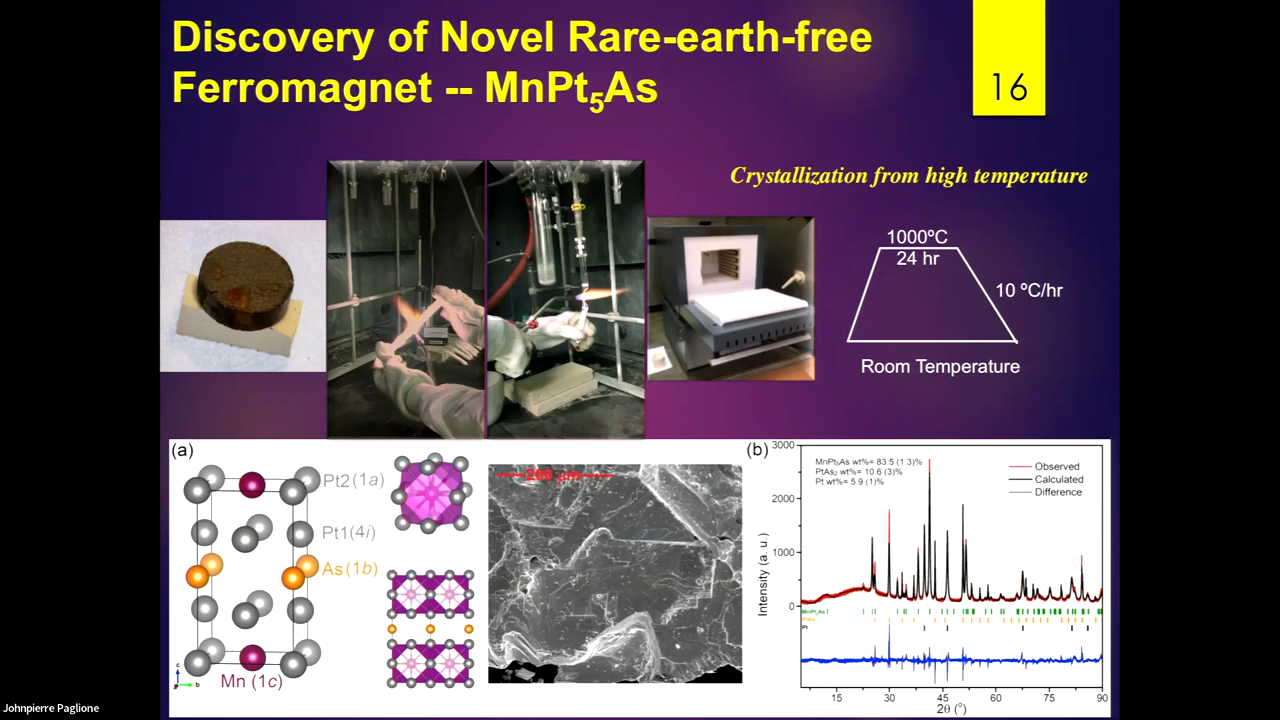 Discovery of Novel Rare-earth-free
Ferromagnet -- MnPt₅As
16
Crystallization from high temperature
1000ºC
24 hr
10 ºC/hr
Room Temperature
(a)
Pt2 (1a)
Pt1(4i)
As (1b)
Mn (1c)
c
b
200 µm
(b)
MnPt₅As wt%= 83.5 (1.3)%
PtAs₂ wt%= 10.6 (3)%
Pt wt%= 5.9 (1)%
Observed
Calculated
Difference
Intensity (a. u.)
3000
2000
1000
0
MnPt₅As
Pt
15
30
45
60
75
90
2θ (°)
Johnpierre Paglione